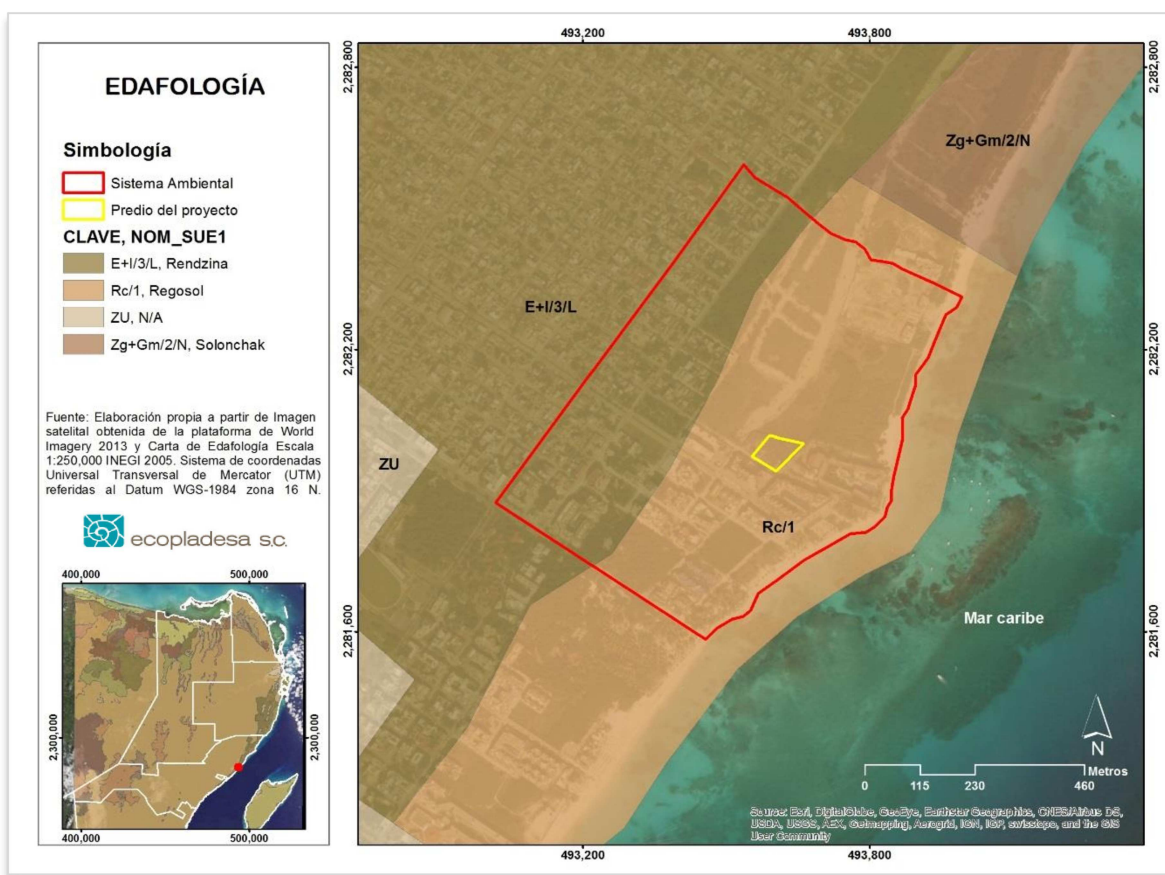 EDAFOLOGÍA
Simbología
Sistema Ambiental
Predio del proyecto
CLAVE, NOM_SUE1
E+I/3/L, Rendzina
Rc/1, Regosol
ZU, N/A
Zg+Gm/2/N, Solonchak
Fuente: Elaboración propia a partir de Imagen
satelital obtenida de la plataforma de World
Imagery 2013 y Carta de Edafología Escala
1:250,000 INEGI 2005. Sistema de coordenadas
Universal Transversal de Mercator (UTM)
referidas al Datum WGS-1984 zona 16 N.
ecopladesa s.c.
400,000 500,000
2,300,000
2,300,000
400,000 500,000
493,200 493,800
2,282,800
2,282,800
Zg+Gm/2/N
E+I/3/L
2,282,200
2,282,200
ZU
Rc/1
Mar caribe
2,281,600
2,281,600
N
Metros
0 115 230 460
Source: Esri, DigitalGlobe, GeoEye, Earthstar Geographics, CNES/Airbus DS,
USDA, USGS, AEX, Getmapping, Aerogrid, IGN, IGP, swisstopo, and the GIS
User Community
493,200 493,800